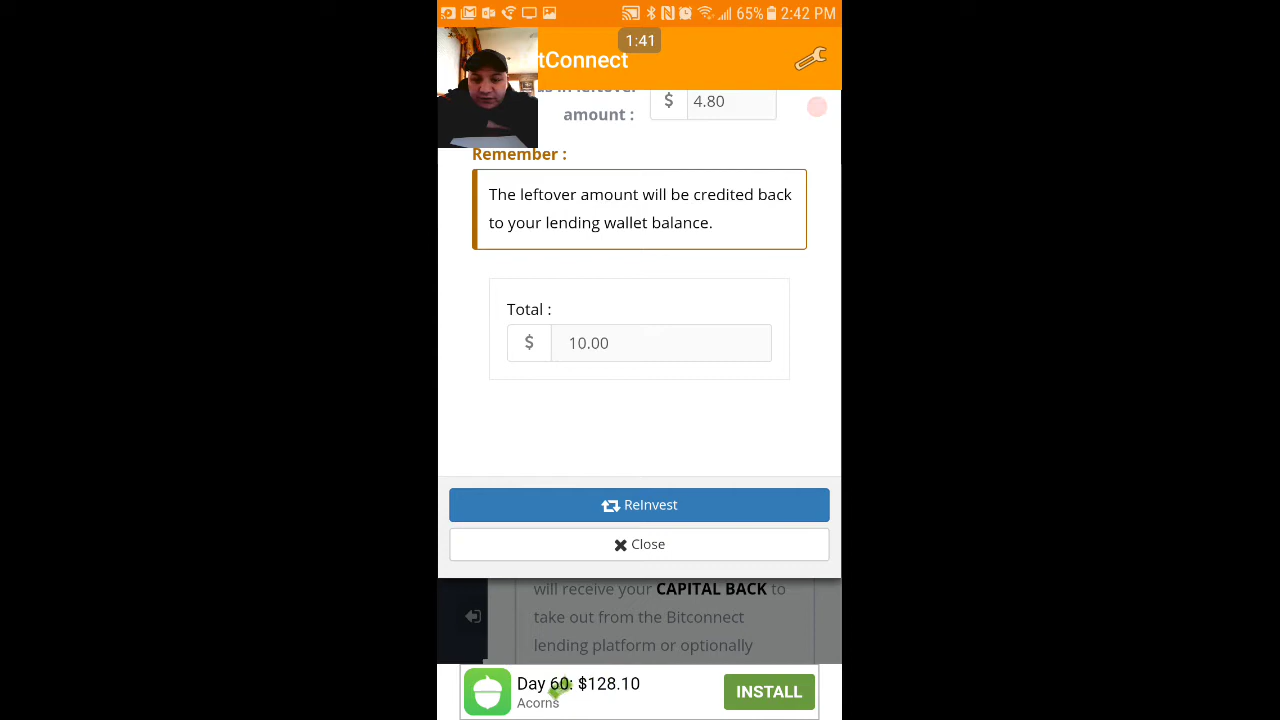 65% 2:42 PM
1:41
tConnect
amount :
$ 4.80
Remember :
The leftover amount will be credited back
to your lending wallet balance.
Total :
$ 10.00
ReInvest
Close
will receive your CAPITAL BACK to
take out from the Bitconnect
lending platform or optionally
Day 60: $128.10
Acorns
INSTALL